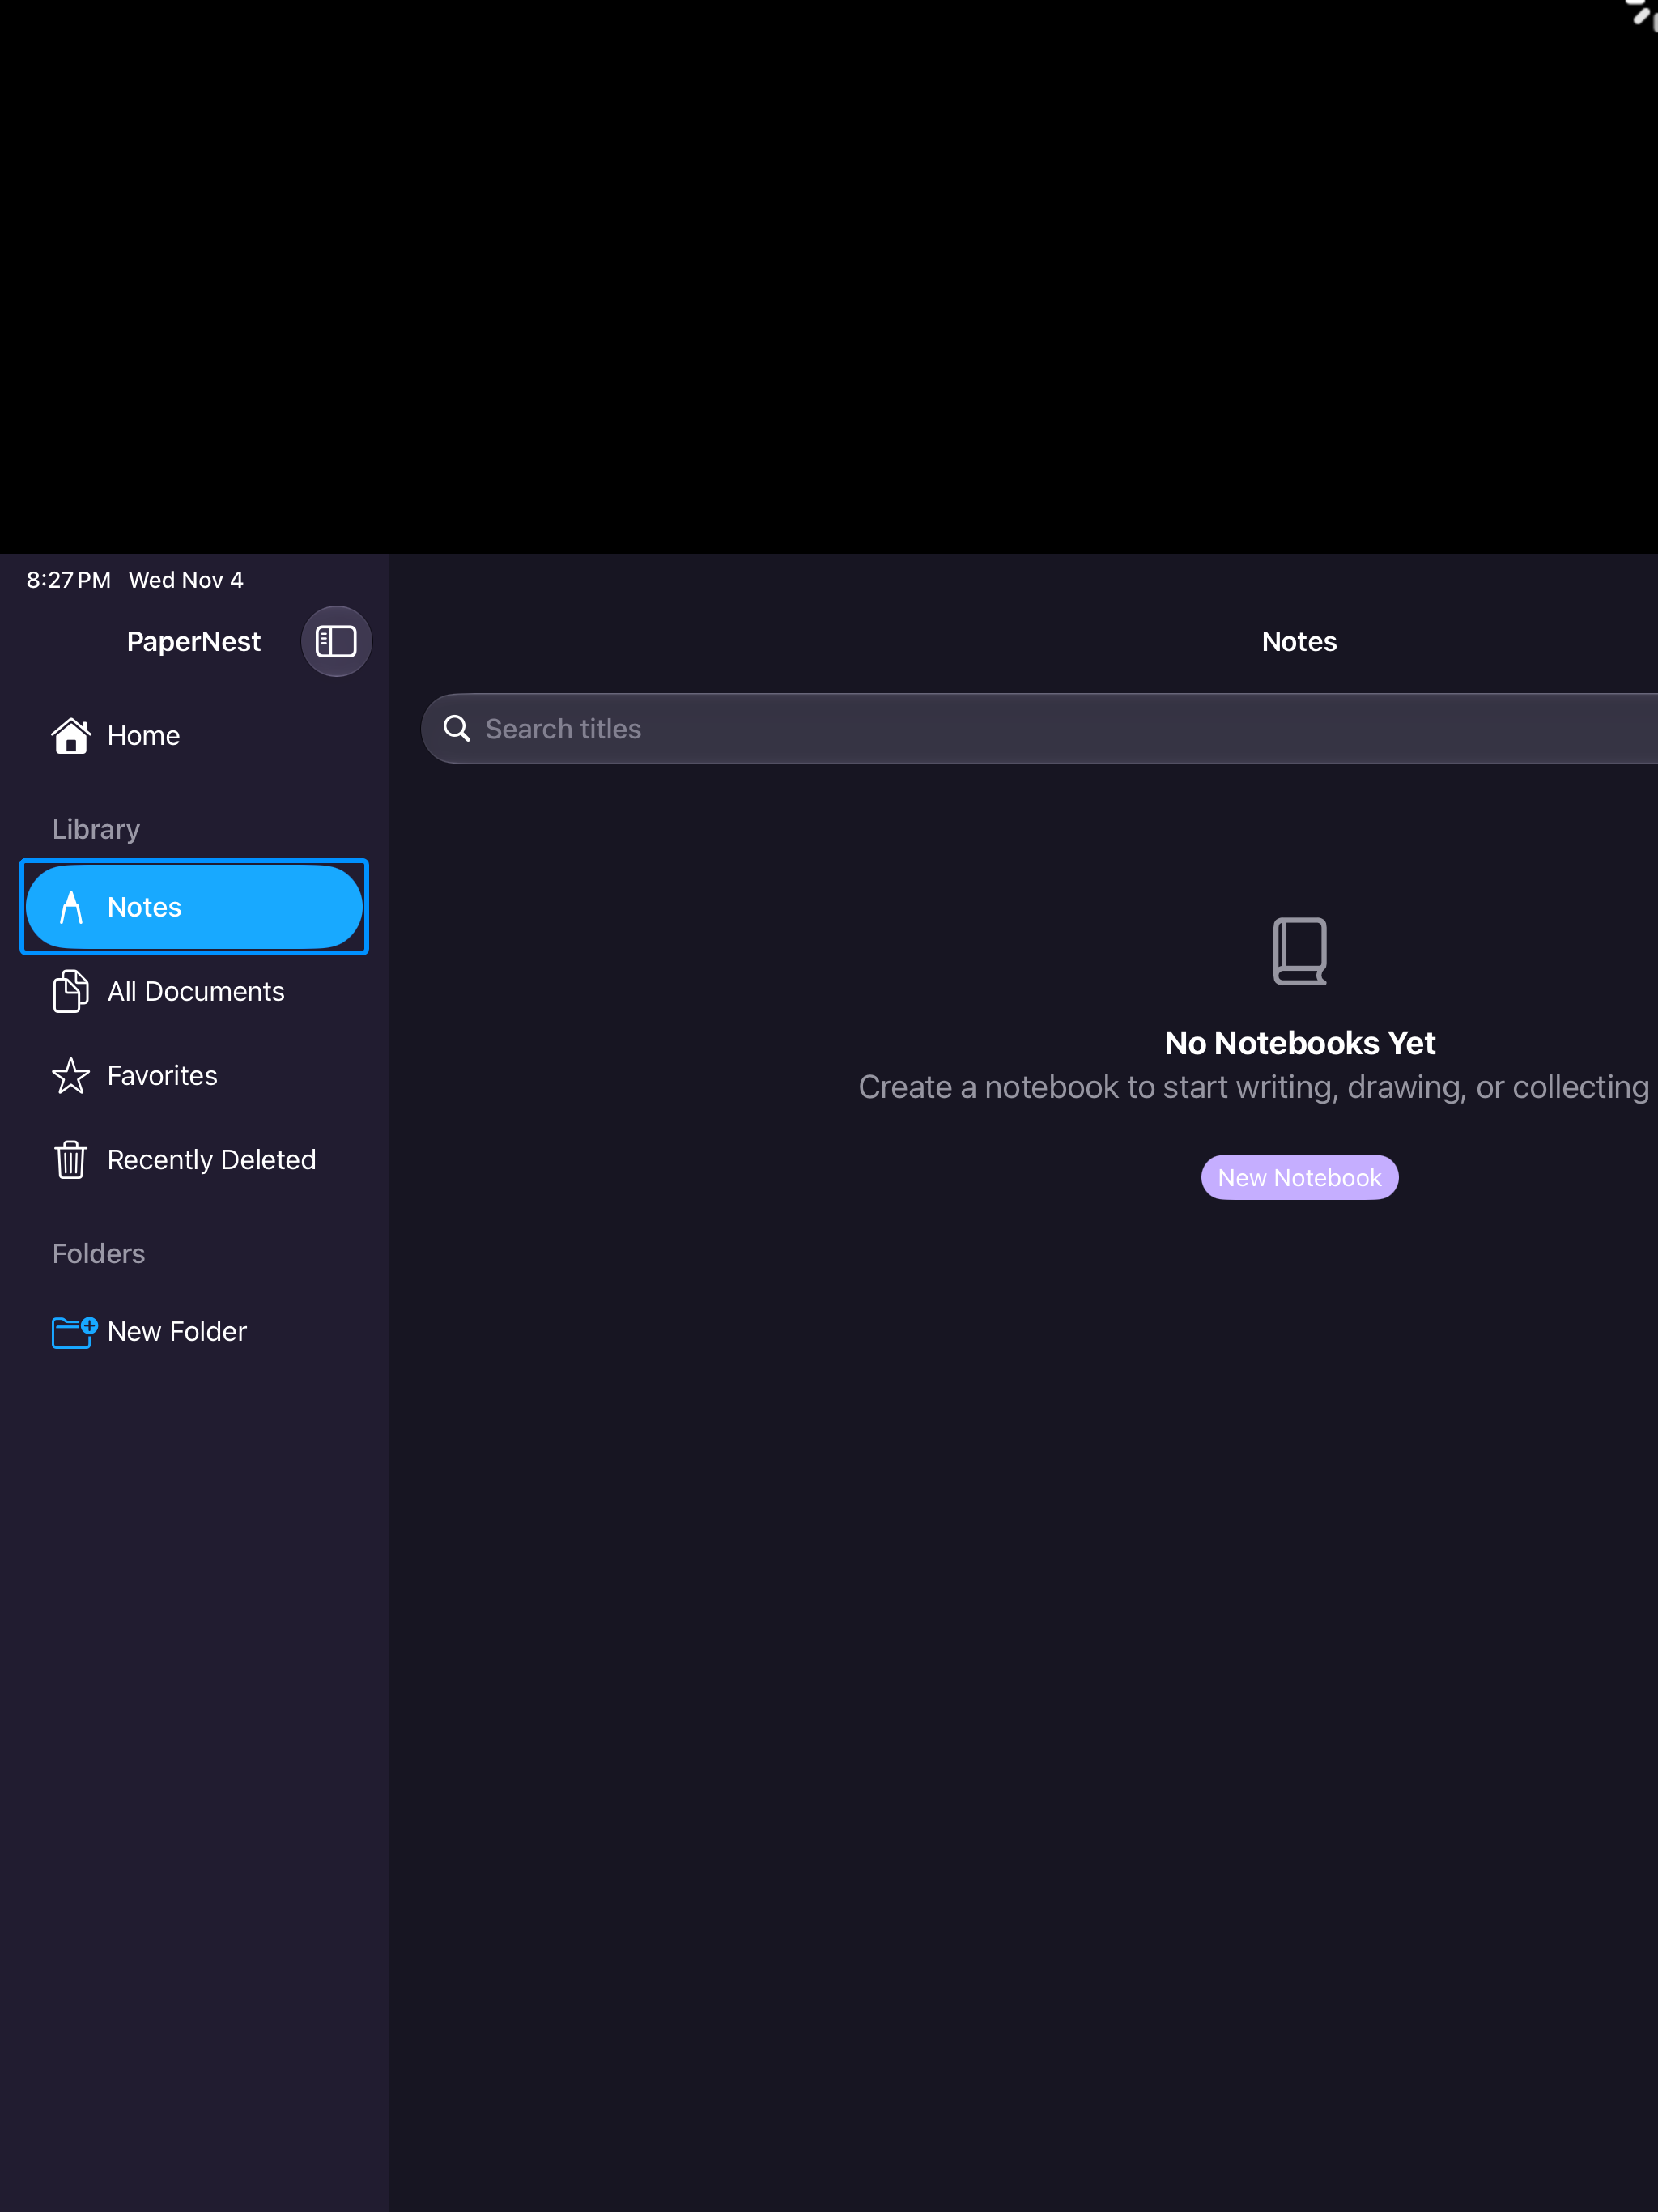 8:27 PM Wed Nov 4
PaperNest
Home
Library
Notes
All Documents
Favorites
Recently Deleted
Folders
New Folder
Notes
Search titles
No Notebooks Yet
Create a notebook to start writing, drawing, or collecting
New Notebook